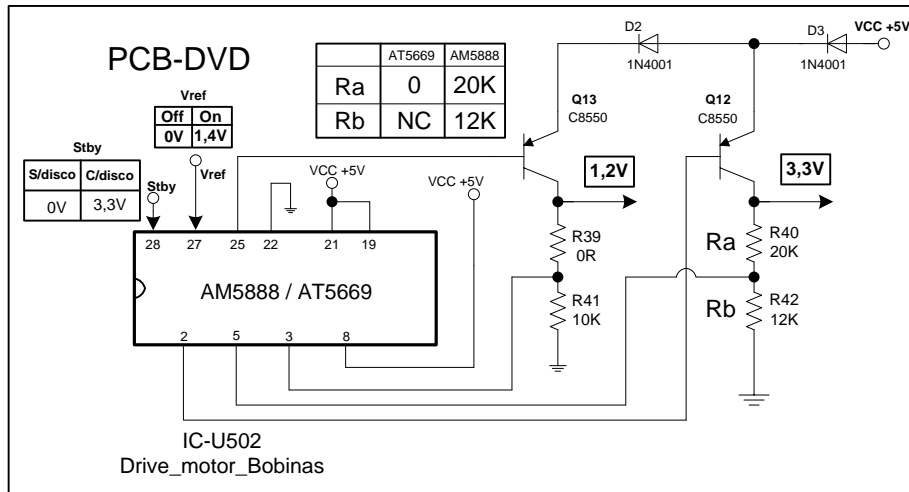 PCB-DVD
AT5669 AM5888
Ra 0 20K
Rb NC 12K
D2
1N4001
D3
1N4001
VCC +5V
Q13
C8550
Q12
C8550
Vref
Off On
0V 1,4V
Stby
S/disco C/disco
0V 3,3V
Stby
Vref
VCC +5V
VCC +5V
1,2V
3,3V
28 27 25 22 21 19
AM5888 / AT5669
2 5 3 8
R39
0R
R41
10K
Ra
R40
20K
Rb
R42
12K
IC-U502
Drive_motor_Bobinas